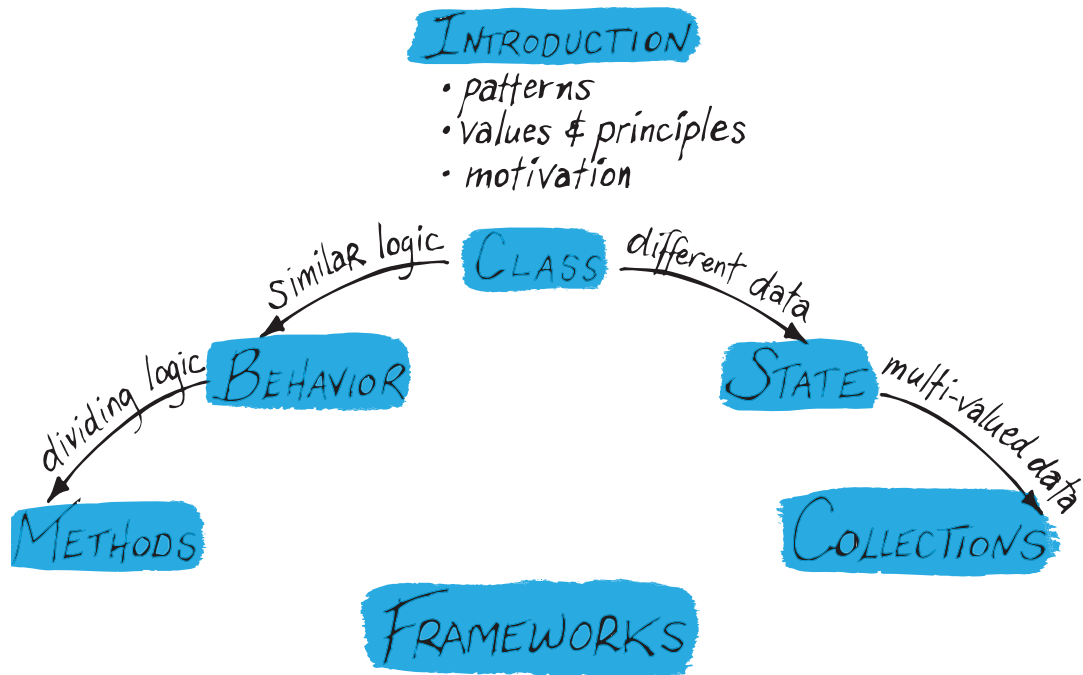 INTRODUCTION
• patterns
• values & principles
• motivation
similar logic
CLASS
different data
dividing logic
BEHAVIOR
STATE
multi-valued data
METHODS
COLLECTIONS
FRAMEWORKS